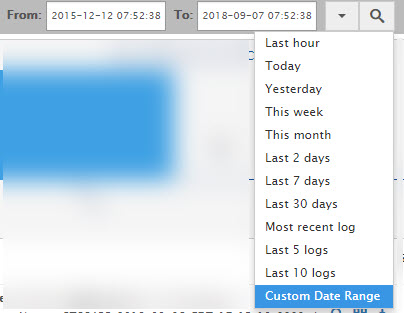 From: 2015-12-12 07:52:38 To: 2018-09-07 07:52:38
Last hour
Today
Yesterday
This week
This month
Last 2 days
Last 7 days
Last 30 days
Most recent log
Last 5 logs
Last 10 logs
Custom Date Range